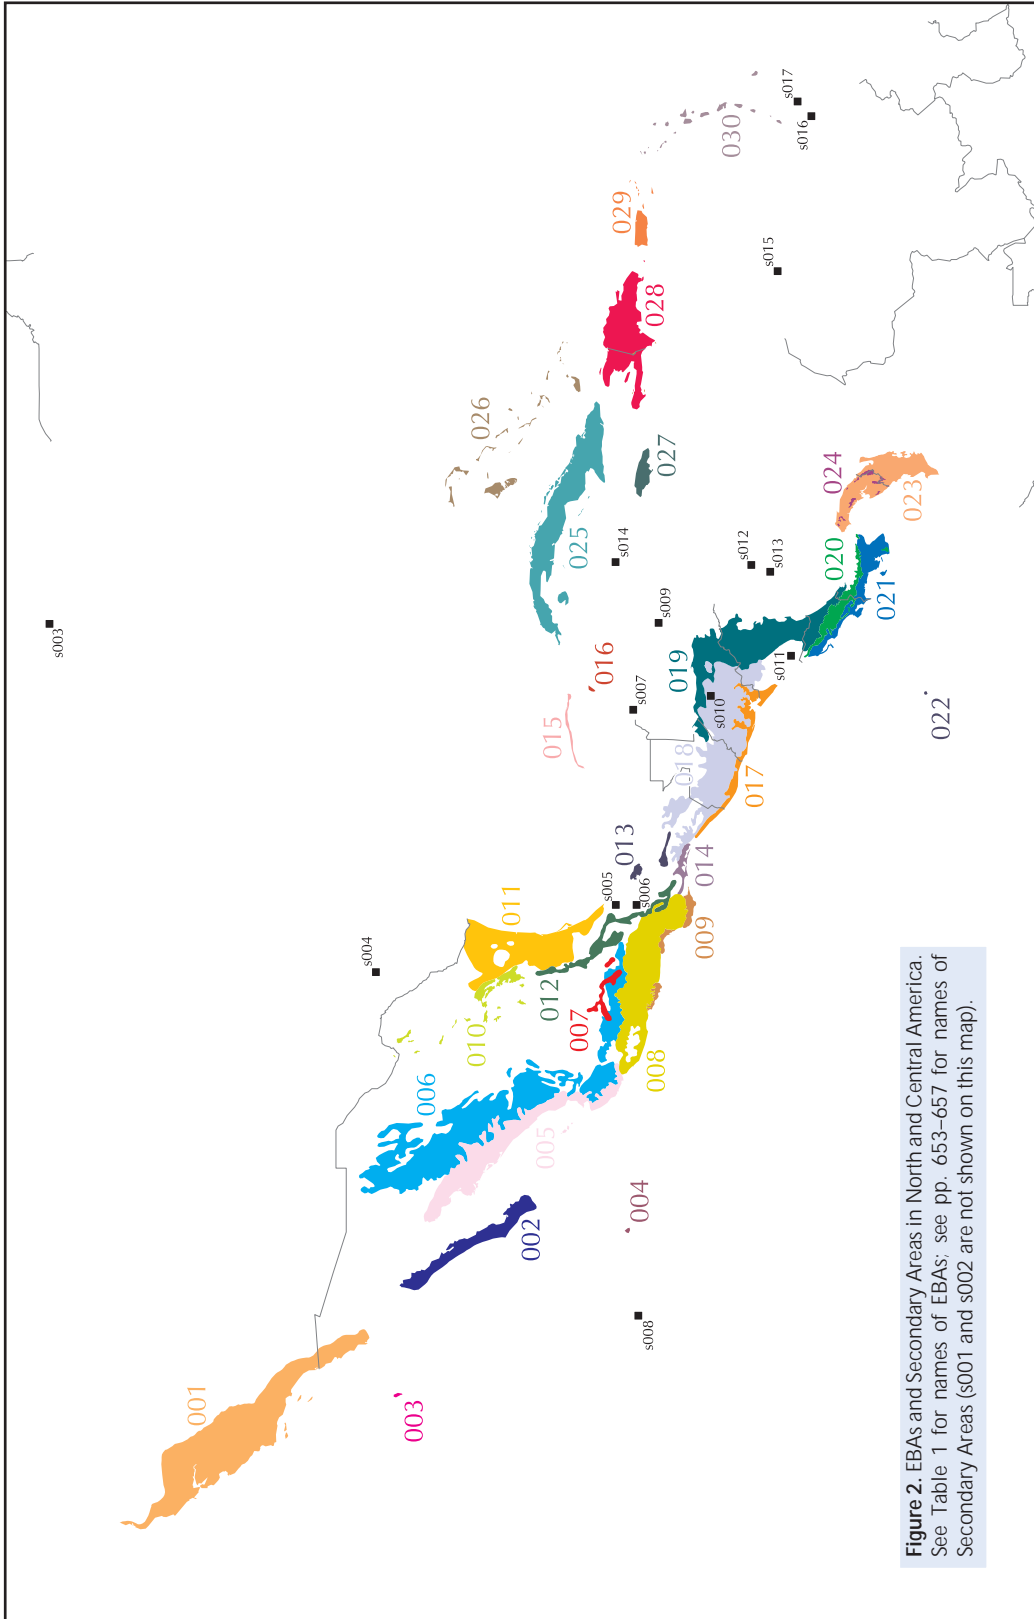 s003
s004
001
002
003
004
005
006
007
008
009
010
011
012
013
014
015
016
017
018
019
020
021
022
023
024
025
026
027
028
029
030
s005
s006
s007
s008
s009
s010
s011
s012
s013
s014
s015
s016
s017
Figure 2. EBAs and Secondary Areas in North and Central America.
See Table 1 for names of EBAs; see pp. 653–657 for names of
Secondary Areas (s001 and s002 are not shown on this map).